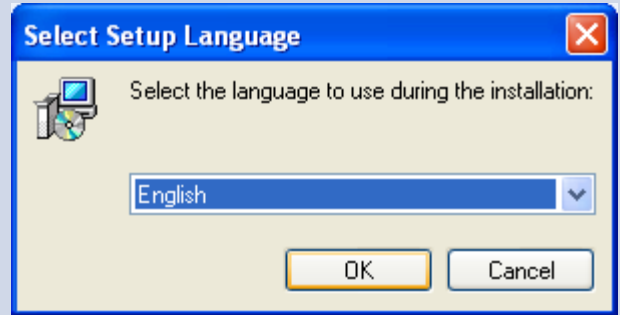 Select Setup Language
Select the language to use during the installation:
English
OK
Cancel